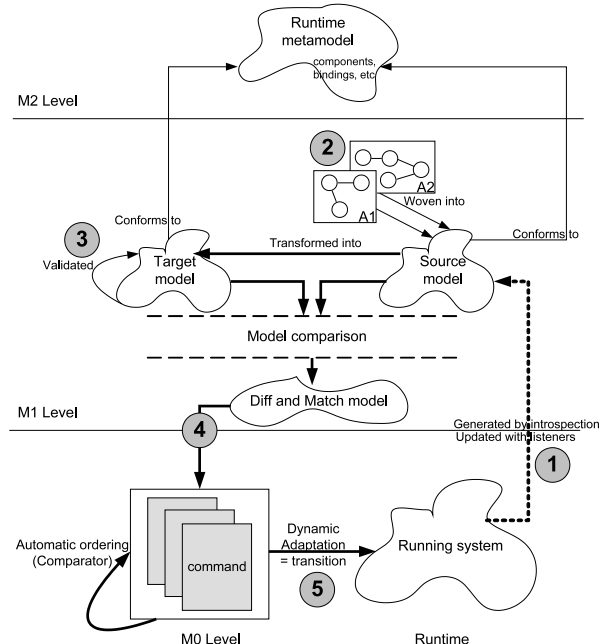 Runtime
metamodel
components,
bindings, etc
M2 Level
2
A2
A1
Woven into
Conforms to
Conforms to
3
Validated
Transformed into
Target
model
Source
model
Model comparison
Diff and Match model
M1 Level
4
Generated by introspection
Updated with listeners
1
Automatic ordering
(Comparator)
command
Dynamic
Adaptation
= transition
5
Running system
M0 Level
Runtime